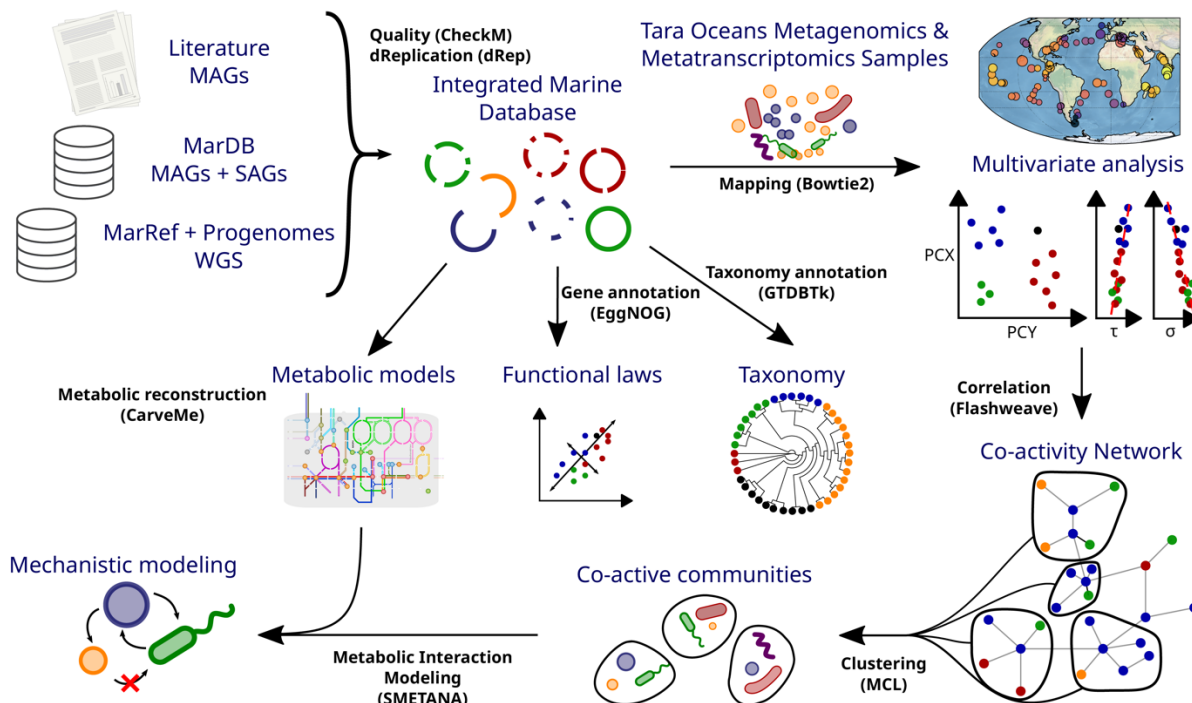 Literature
MAGs
MarDB
MAGs + SAGs
MarRef + Progenomes
WGS
Quality (CheckM)
dReplication (dRep)
Integrated Marine
Database
Tara Oceans Metagenomics &
Metatranscriptomics Samples
Mapping (Bowtie2)
Multivariate analysis
PCX
PCY
τ
σ
Taxonomy annotation
(GTDBTk)
Gene annotation
(EggNOG)
Metabolic reconstruction
(CarveMe)
Metabolic models
Functional laws
Taxonomy
Correlation
(Flashweave)
Co-activity Network
Clustering
(MCL)
Co-active communities
Metabolic Interaction
Modeling
(SMETANA)
Mechanistic modeling